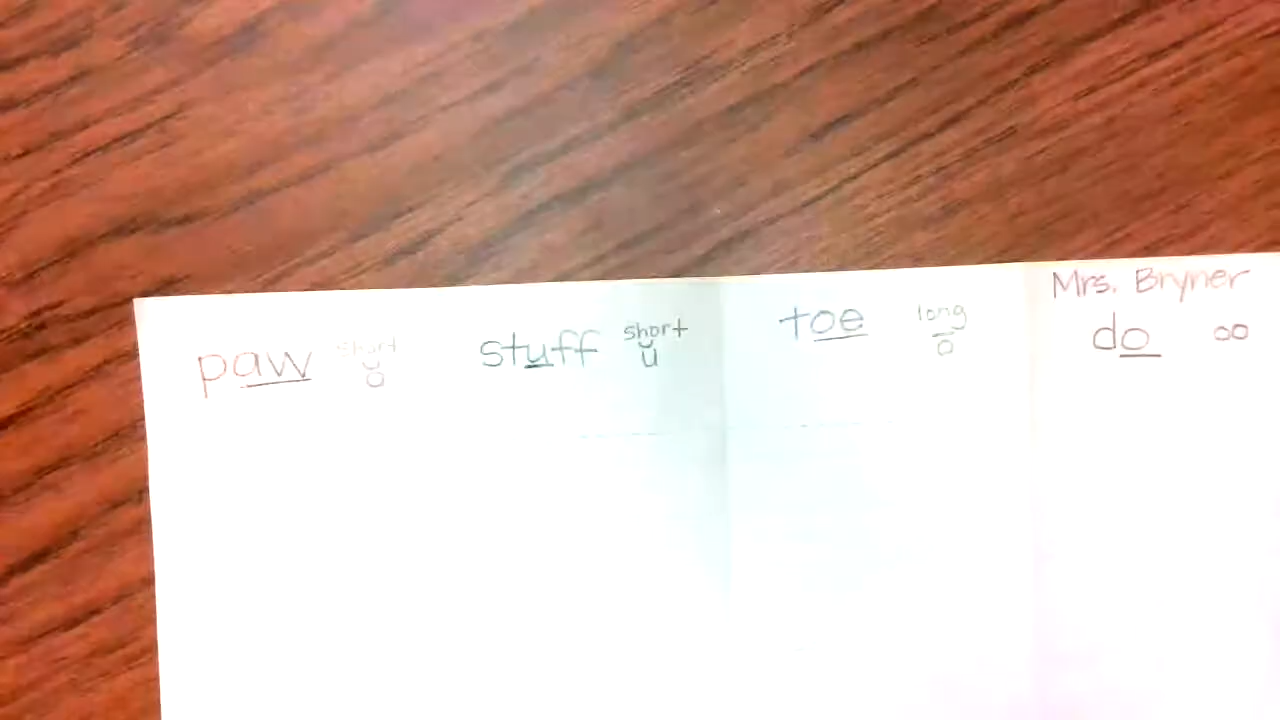 Mrs. Bryner
paw short ŏ
stuff short ŭ
toe long ō
do oo